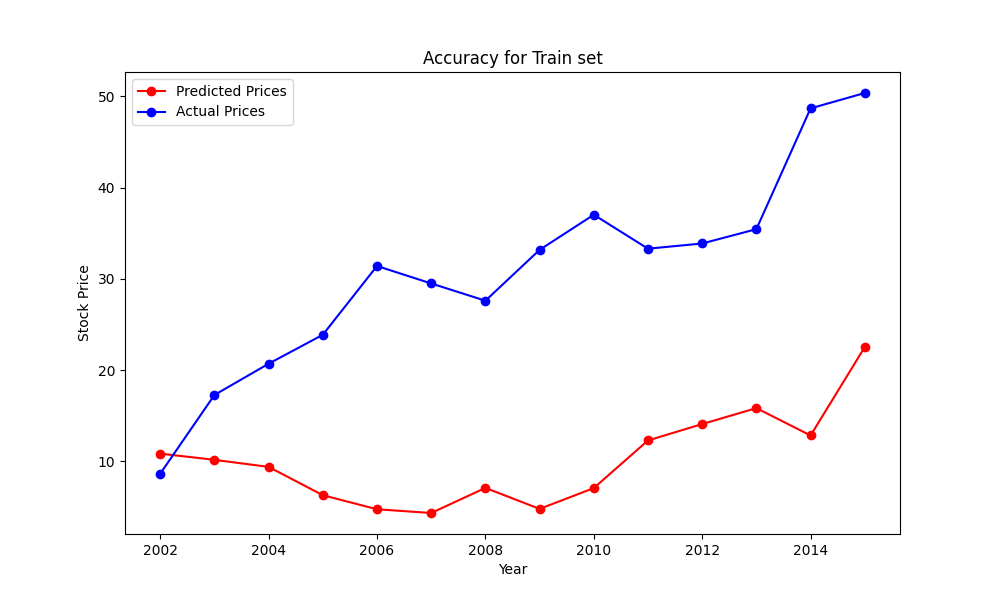 Accuracy for Train set
Predicted Prices
Actual Prices
50
40
30
20
10
Stock Price
2002 2004 2006 2008 2010 2012 2014
Year